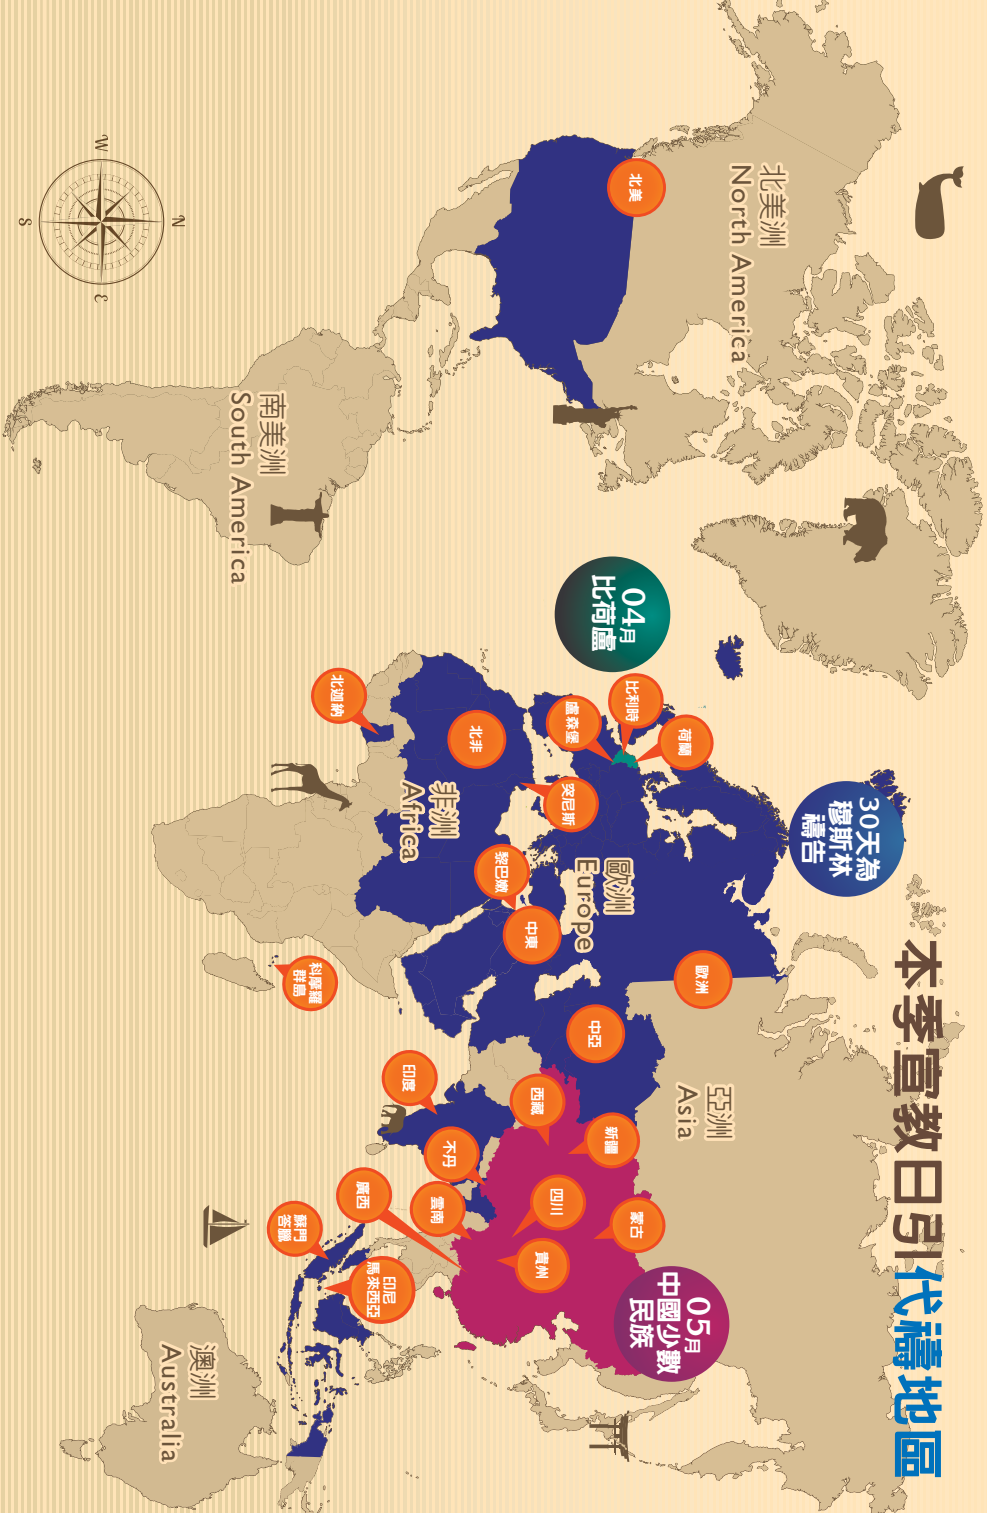 本季宣教日引代禱地區
30天為
穆斯林
禱告
北美洲
North America
北美
南美洲
South America
04月
比荷盧
比利時
荷蘭
盧森堡
歐洲
Europe
歐洲
北非
突尼斯
北迦納
非洲
Africa
黎巴嫩
中東
科摩羅
群島
中亞
亞洲
Asia
印度
不丹
西藏
新疆
四川
蒙古
雲南
貴州
廣西
05月
中國少數
民族
蘇門
答臘
印尼
馬來西亞
澳洲
Australia
N
W
E
S